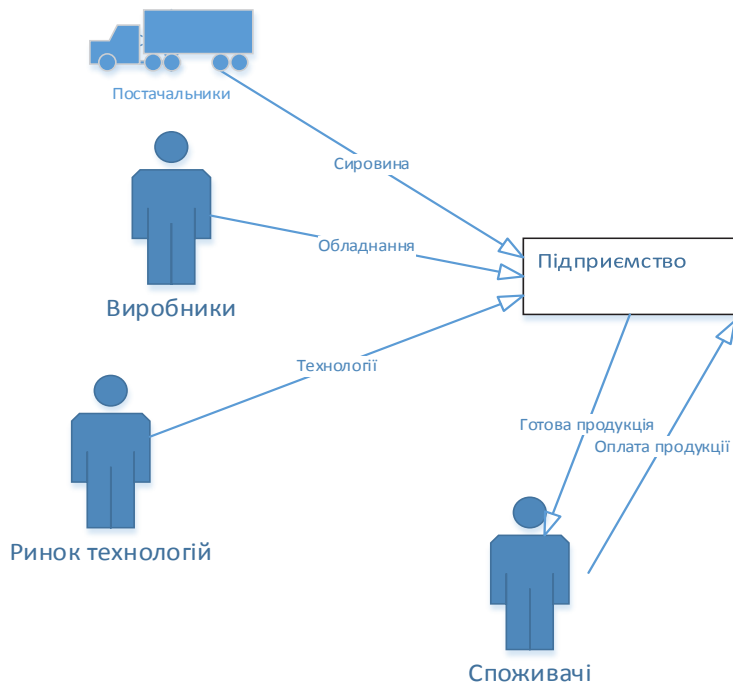 Постачальники
Сировина
Обладнання
Підприємство
Виробники
Технології
Готова продукція
Оплата продукції
Ринок технологій
Споживачі